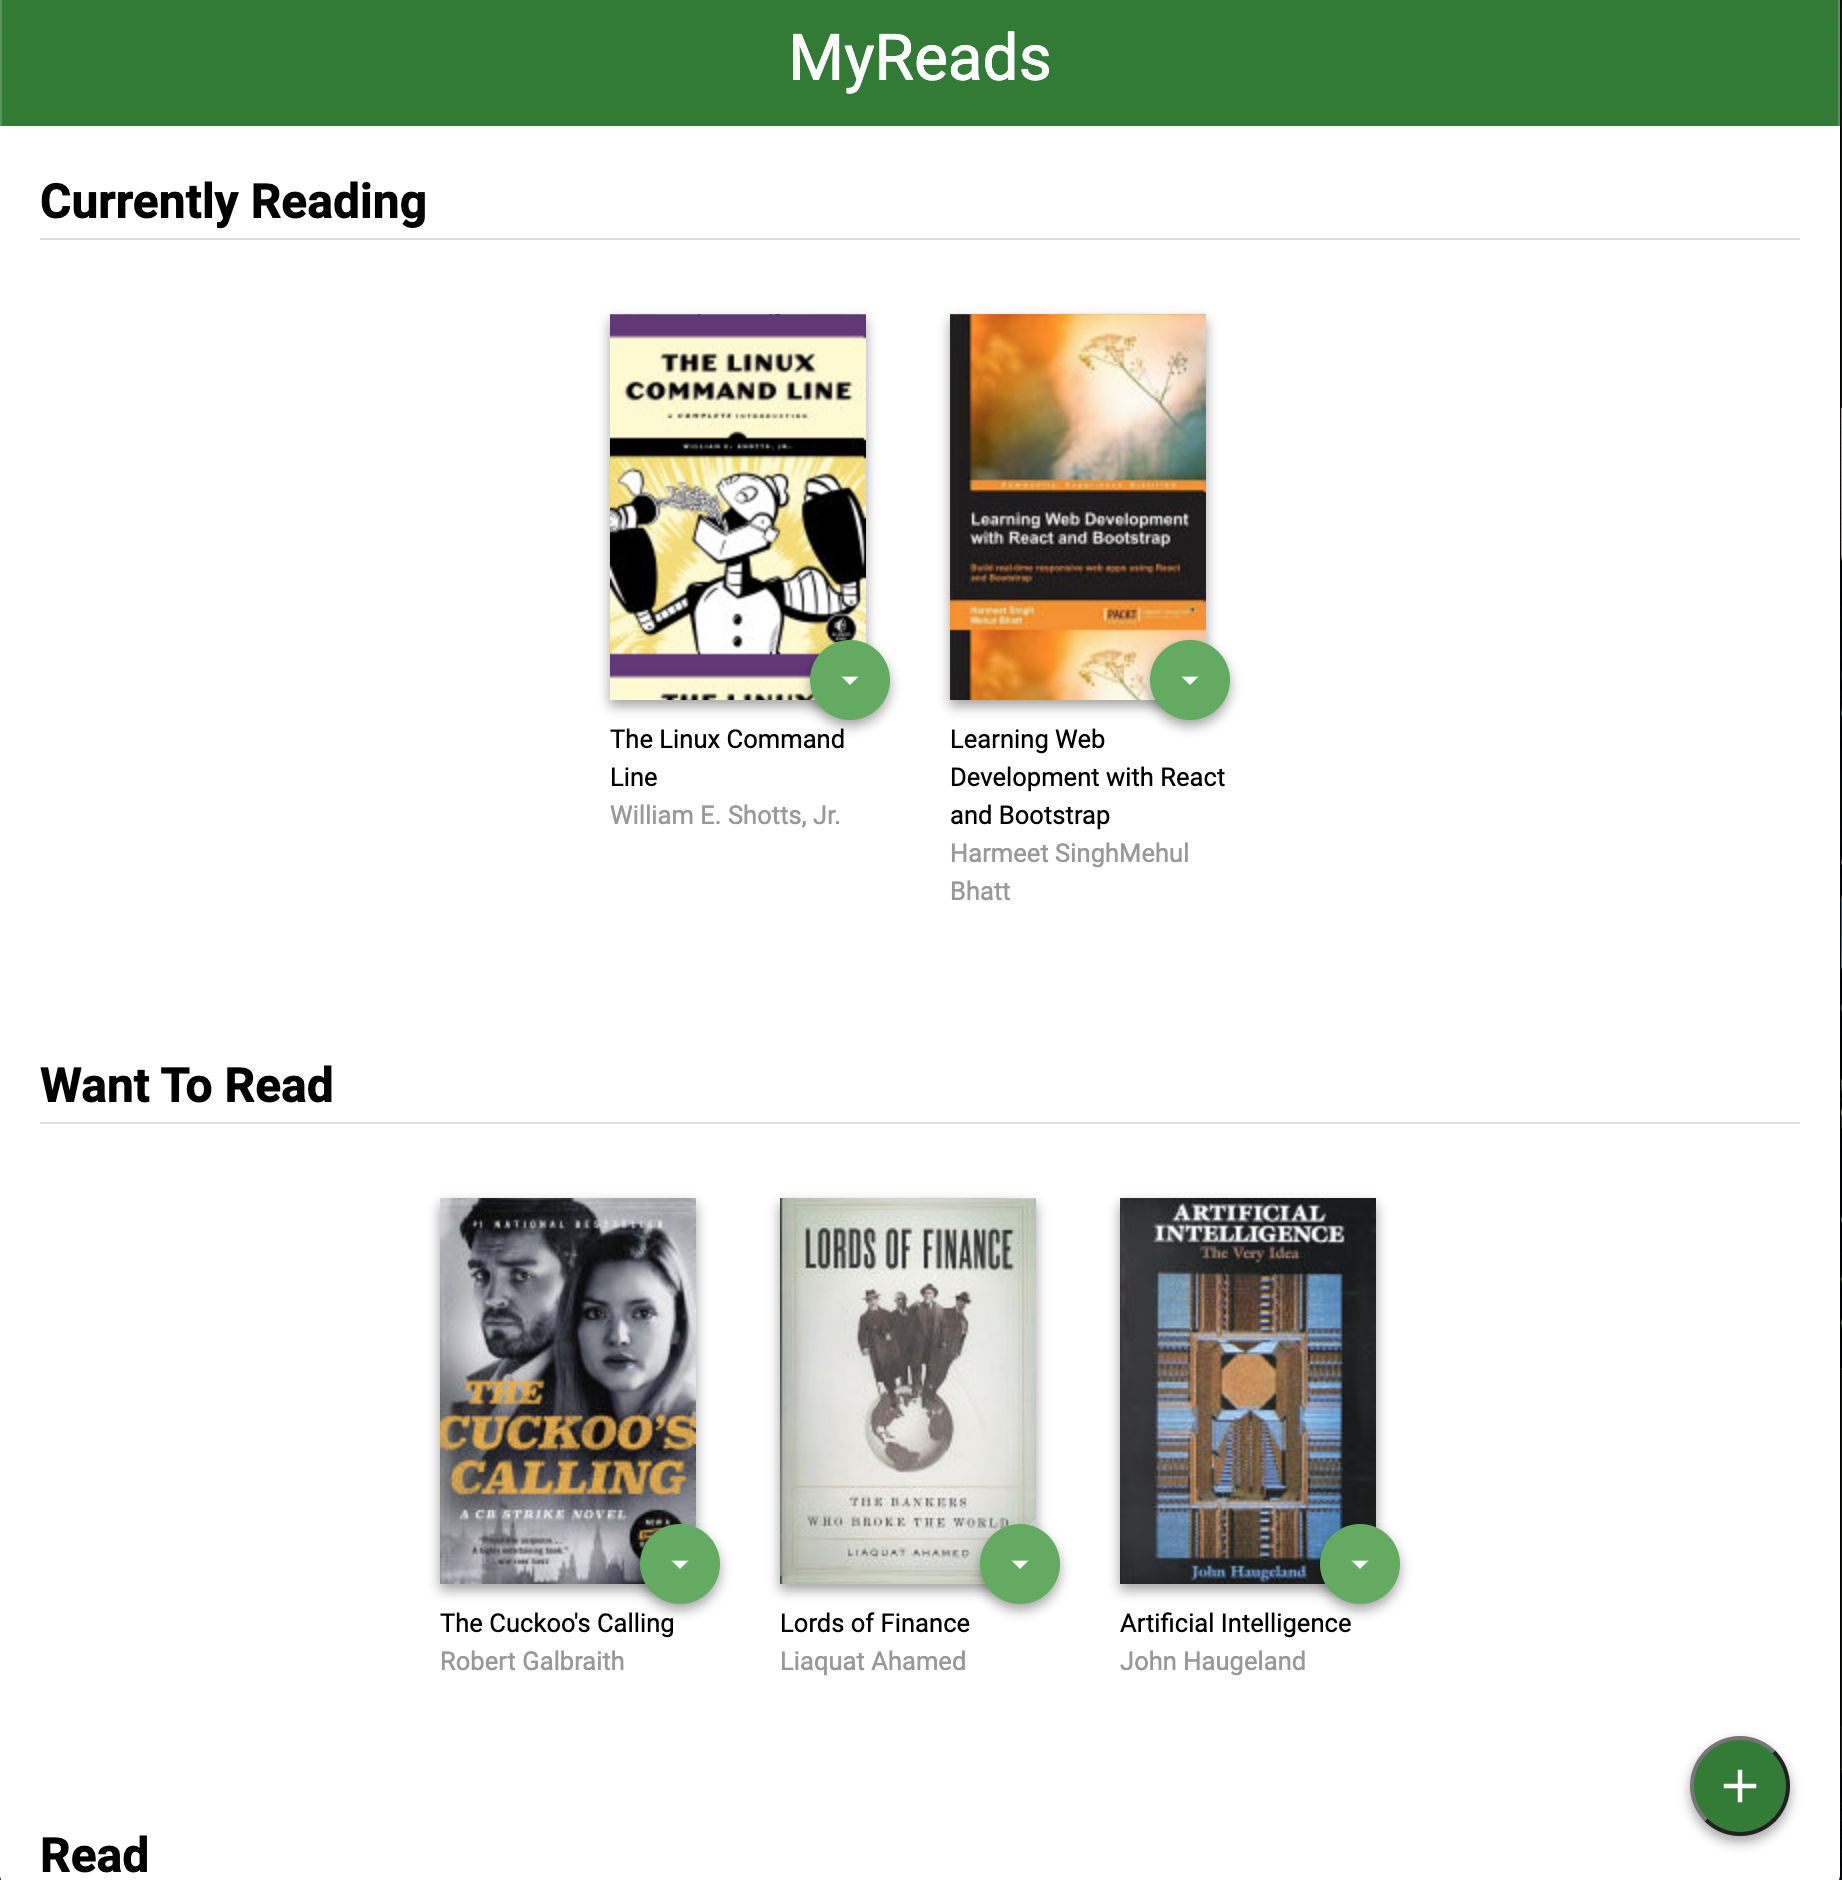 MyReads
Currently Reading
THE LINUX
COMMAND LINE
A COMPLETE INTRODUCTION
WILLIAM E. SHOTTS, JR.
THE LINUX
The Linux Command
Line
William E. Shotts, Jr.
Community Experience Distilled
Learning Web Development
with React and Bootstrap
Build real-time responsive web apps using React
and Bootstrap
Harmeet Singh
Mehul Bhatt
PACKT
Learning Web
Development with React
and Bootstrap
Harmeet SinghMehul
Bhatt
Want To Read
#1 NATIONAL BESTSELLER
THE
CUCKOO'S
CALLING
A CB STRIKE NOVEL
The Cuckoo's Calling
Robert Galbraith
LORDS OF FINANCE
THE BANKERS
WHO BROKE THE WORLD
LIAQUAT AHAMED
Lords of Finance
Liaquat Ahamed
ARTIFICIAL
INTELLIGENCE
The Very Idea
John Haugeland
Artificial Intelligence
John Haugeland
Read